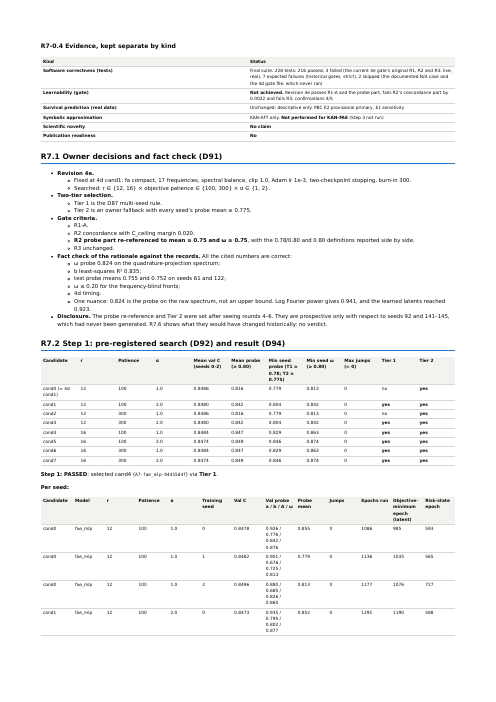 R7-0.4 Evidence, kept separate by kind
Kind Status
Software correctness (tests) Final suite: 228 tests: 216 passed, 3 failed (the current 4e gate's original R1, R2 and R3: live,
real), 7 expected failures (historical gates, strict), 2 skipped (the documented N/A case and
the 4d gate file, which never ran)
Learnability (gate) Not achieved. Revision 4e passes R1-A and the probe part, fails R2's concordance part by
0.0022 and fails R3; confirmations 4/5
Survival prediction (real data) Unchanged: descriptive only. PBC S2 provisional primary, E1 sensitivity
Symbolic approximation KAN-AFT only. Not performed for KAN-FAE (Step 3 not run)
Scientific novelty No claim
Publication readiness No
R7.1 Owner decisions and fact check (D91)
• Revision 4e.
Fixed at 4d cand1: fa compact, 17 frequencies, spectral balance, clip 1.0, Adam lr 1e-3, two-checkpoint stopping, burn-in 300.
Searched: r ∈ {12, 16} × objective patience ∈ {100, 300} × α ∈ {1, 2}.
• Two-tier selection.
Tier 1 is the D87 multi-seed rule.
Tier 2 is an owner fallback with every seed's probe mean ≥ 0.775.
• Gate criteria.
R1-A.
R2 concordance with C_ceiling margin 0.020.
R2 probe part re-referenced to mean ≥ 0.75 and ω ≥ 0.75, with the 0.78/0.80 and 0.80 definitions reported side by side.
R3 unchanged.
• Fact check of the rationale against the records. All the cited numbers are correct:
ω probe 0.824 on the quadrature-projection spectrum;
b least-squares R² 0.835;
test probe means 0.755 and 0.752 on seeds 61 and 122;
ω ≤ 0.20 for the frequency-blind fronts;
4d timing.
One nuance: 0.824 is the probe on the raw spectrum, not an upper bound. Log Fourier power gives 0.941, and the learned latents reached
0.923.
• Disclosure. The probe re-reference and Tier 2 were set after seeing rounds 4–6. They are prospective only with respect to seeds 92 and 141–145,
which had never been generated. R7.6 shows what they would have changed historically: no verdict.
R7.2 Step 1: pre-registered search (D92) and result (D94)
Candidate r Patience α Mean val C (seeds 0-2) Mean probe (≥ 0.80) Min seed probe (T1 ≥ 0.78; T2 ≥ 0.775) Min seed ω (≥ 0.80) Max jumps (= 0) Tier 1 Tier 2
cand0 (= 4d cand1) 12 100 1.0 0.8486 0.816 0.779 0.813 0 no yes
cand1 12 100 2.0 0.8480 0.842 0.804 0.842 0 yes yes
cand2 12 300 1.0 0.8486 0.816 0.779 0.813 0 no yes
cand3 12 300 2.0 0.8480 0.842 0.804 0.842 0 yes yes
cand4 16 100 1.0 0.8484 0.847 0.829 0.863 0 yes yes
cand5 16 100 2.0 0.8474 0.849 0.846 0.874 0 yes yes
cand6 16 300 1.0 0.8484 0.847 0.829 0.863 0 yes yes
cand7 16 300 2.0 0.8474 0.849 0.846 0.874 0 yes yes
Step 1: PASSED: selected cand4 via Tier 1.
Per seed:
Candidate Model r Patience α Training seed Val C Val probe a / b / A / ω Probe mean Jumps Epochs run Objective-minimum epoch (latent) Risk-state epoch
cand0 fae_mlp 12 100 1.0 0 0.8478 0.926 / 0.776 / 0.842 / 0.876 0.855 0 1086 985 593
cand0 fae_mlp 12 100 1.0 1 0.8482 0.901 / 0.676 / 0.725 / 0.813 0.779 0 1136 1035 565
cand0 fae_mlp 12 100 1.0 2 0.8496 0.880 / 0.685 / 0.826 / 0.860 0.813 0 1177 1076 727
cand1 fae_mlp 12 100 2.0 0 0.8473 0.935 / 0.795 / 0.802 / 0.877 0.852 0 1291 1190 588